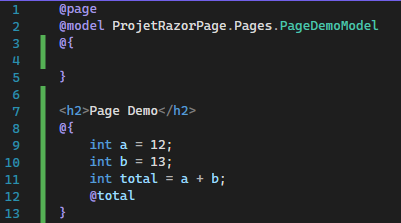 1 @page
2 @model ProjetRazorPage.Pages.PageDemoModel
3 @{
4
5 }
6
7 <h2>Page Demo</h2>
8 @{
9     int a = 12;
10     int b = 13;
11     int total = a + b;
12     @total
13 }